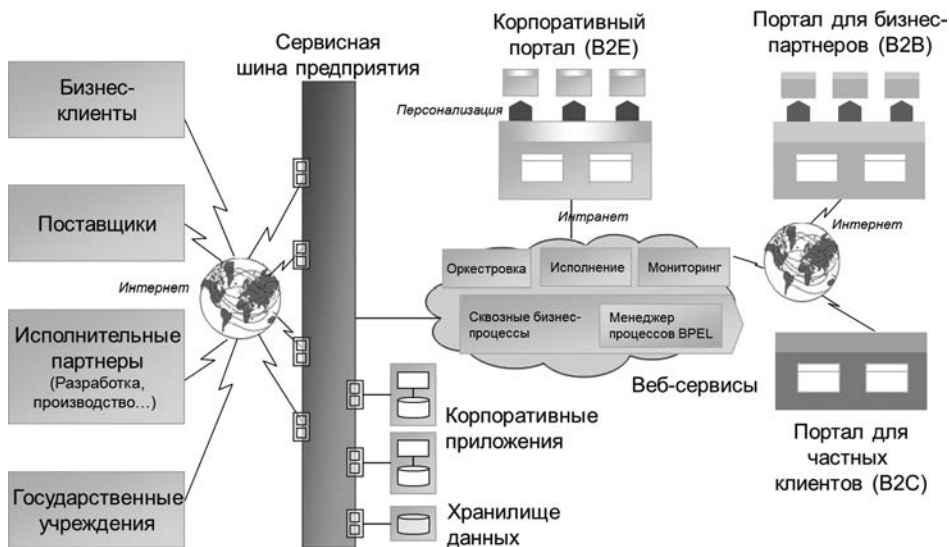 Бизнес-
клиенты
Поставщики
Интернет
Исполнительные
партнеры
(Разработка,
производство...)
Государственные
учреждения
Сервисная
шина предприятия
Корпоративный
портал (B2E)
Персонализация
Интранет
Портал для бизнес-
партнеров (B2B)
Интернет
Оркестровка
Исполнение
Мониторинг
Сквозные бизнес-
процессы
Менеджер
процессов BPEL
Веб-сервисы
Портал для
частных
клиентов (B2C)
Корпоративные
приложения
Хранилище
данных